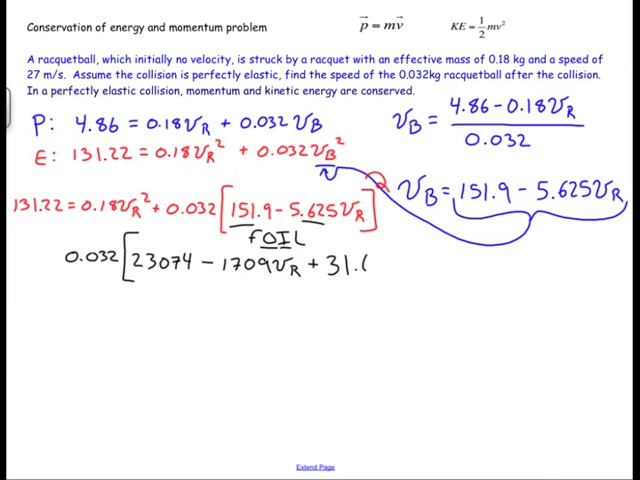 Conservation of energy and momentum problem
p⃗ = mv⃗
KE = 1/2 mv²
A racquetball, which initially no velocity, is struck by a racquet with an effective mass of 0.18 kg and a speed of
27 m/s. Assume the collision is perfectly elastic, find the speed of the 0.032kg racquetball after the collision.
In a perfectly elastic collision, momentum and kinetic energy are conserved.
P: 4.86 = 0.18v_R + 0.032v_B
E: 131.22 = 0.18v_R² + 0.032v_B²
v_B = (4.86 - 0.18v_R)/0.032
v_B = 151.9 - 5.625v_R
131.22 = 0.18v_R² + 0.032[151.9 - 5.625v_R]²
FOIL
0.032[23074 - 1709v_R + 31.
Extend Page